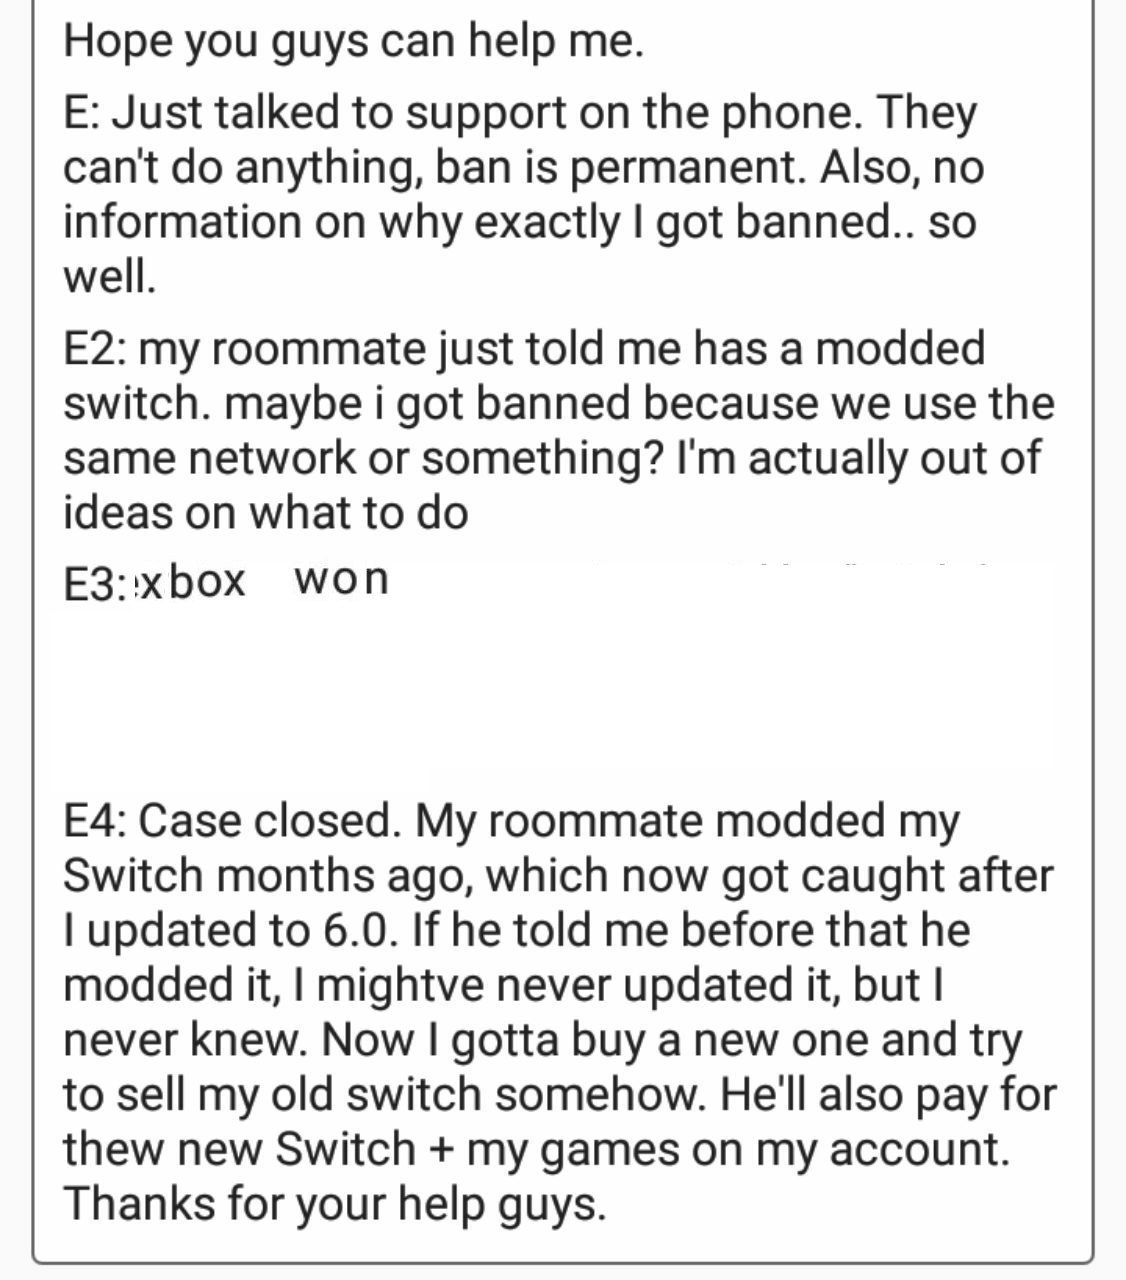 Hope you guys can help me.
E: Just talked to support on the phone. They
can't do anything, ban is permanent. Also, no
information on why exactly I got banned.. so
well.
E2: my roommate just told me has a modded
switch. maybe i got banned because we use the
same network or something? I'm actually out of
ideas on what to do
E3: xbox won
E4: Case closed. My roommate modded my
Switch months ago, which now got caught after
I updated to 6.0. If he told me before that he
modded it, I mightve never updated it, but I
never knew. Now I gotta buy a new one and try
to sell my old switch somehow. He'll also pay for
thew new Switch + my games on my account.
Thanks for your help guys.